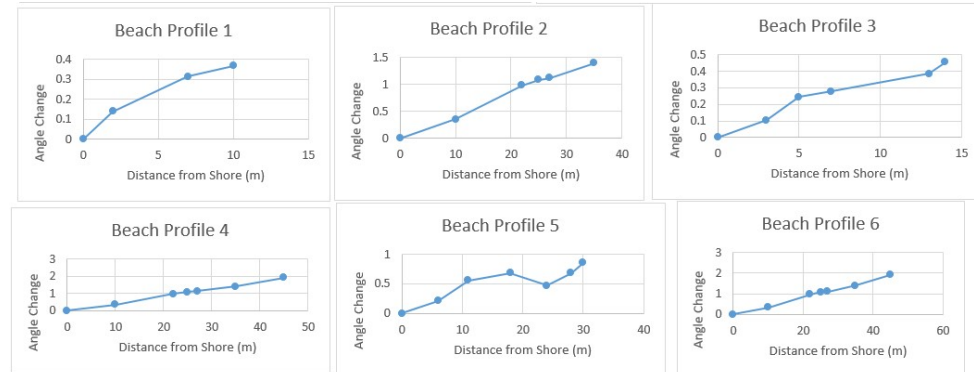 Beach Profile 1
Angle Change
0.4
0.3
0.2
0.1
0
0 5 10 15
Distance from Shore (m)
Beach Profile 2
Angle Change
1.5
1
0.5
0
0 10 20 30 40
Distance from Shore (m)
Beach Profile 3
Angle Change
0.5
0.4
0.3
0.2
0.1
0
0 5 10 15
Distance from Shore (m)
Beach Profile 4
Angle Change
3
2
1
0
0 10 20 30 40 50
Distance from Shore (m)
Beach Profile 5
Angle Change
1
0.5
0
0 10 20 30 40
Distance from Shore (m)
Beach Profile 6
Angle Change
3
2
1
0
0 20 40 60
Distance from Shore (m)